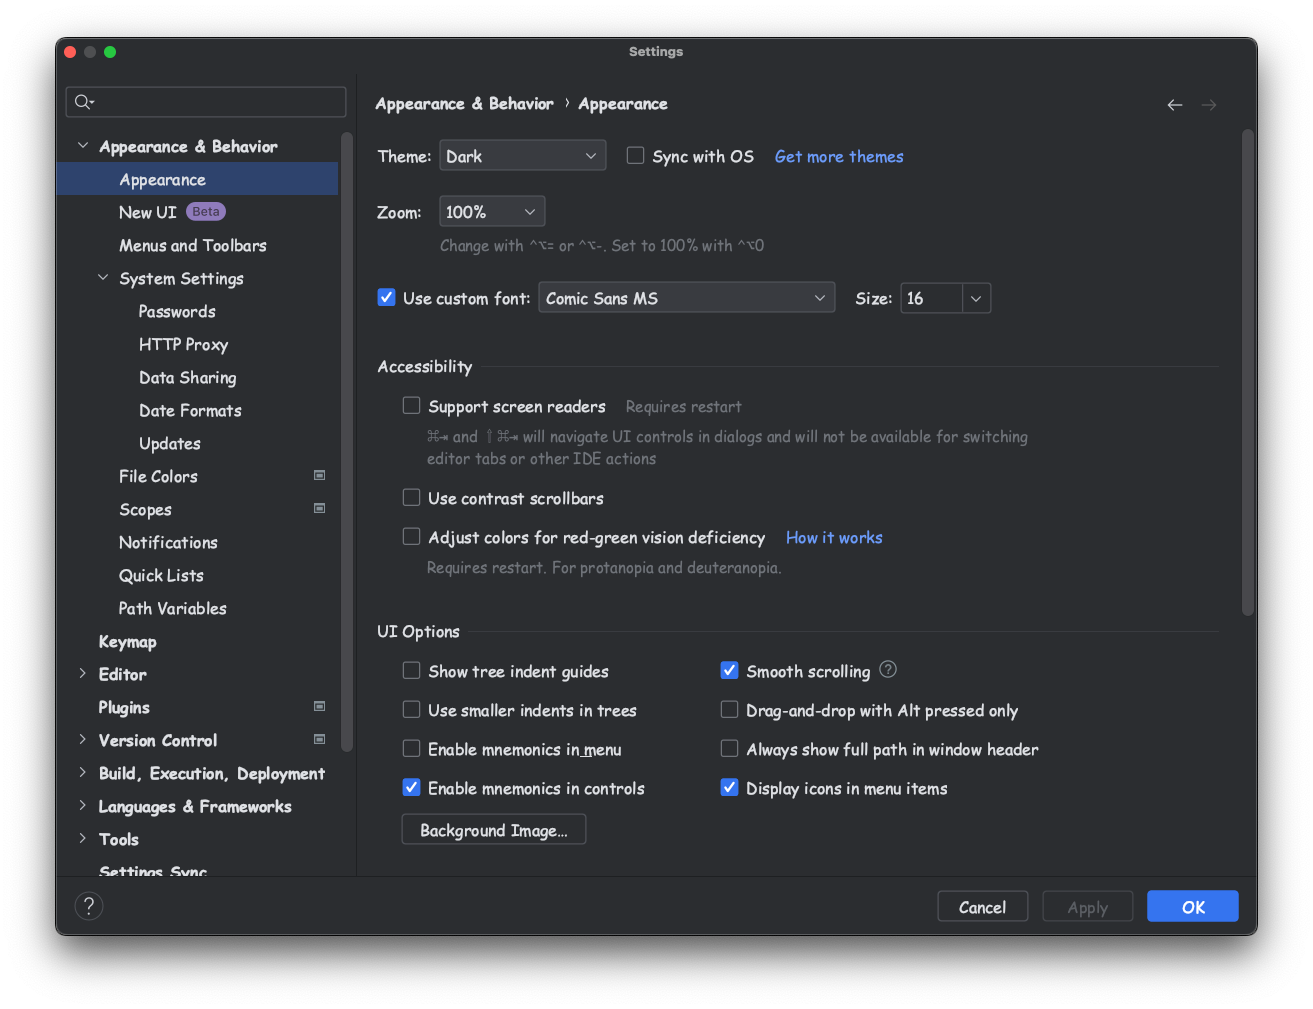 Settings
Appearance & Behavior
Appearance
New UI Beta
Menus and Toolbars
System Settings
Passwords
HTTP Proxy
Data Sharing
Date Formats
Updates
File Colors
Scopes
Notifications
Quick Lists
Path Variables
Keymap
Editor
Plugins
Version Control
Build, Execution, Deployment
Languages & Frameworks
Tools
Settings Sync
?
Appearance & Behavior › Appearance
Theme: Dark Sync with OS Get more themes
Zoom: 100%
Change with ⌃⌥= or ⌃⌥-. Set to 100% with ⌃⌥0
Use custom font: Comic Sans MS Size: 16
Accessibility
Support screen readers Requires restart
⌘⇥ and ⇧⌘⇥ will navigate UI controls in dialogs and will not be available for switching
editor tabs or other IDE actions
Use contrast scrollbars
Adjust colors for red-green vision deficiency How it works
Requires restart. For protanopia and deuteranopia.
UI Options
Show tree indent guides Smooth scrolling ?
Use smaller indents in trees Drag-and-drop with Alt pressed only
Enable mnemonics in menu Always show full path in window header
Enable mnemonics in controls Display icons in menu items
Background Image...
Cancel Apply OK